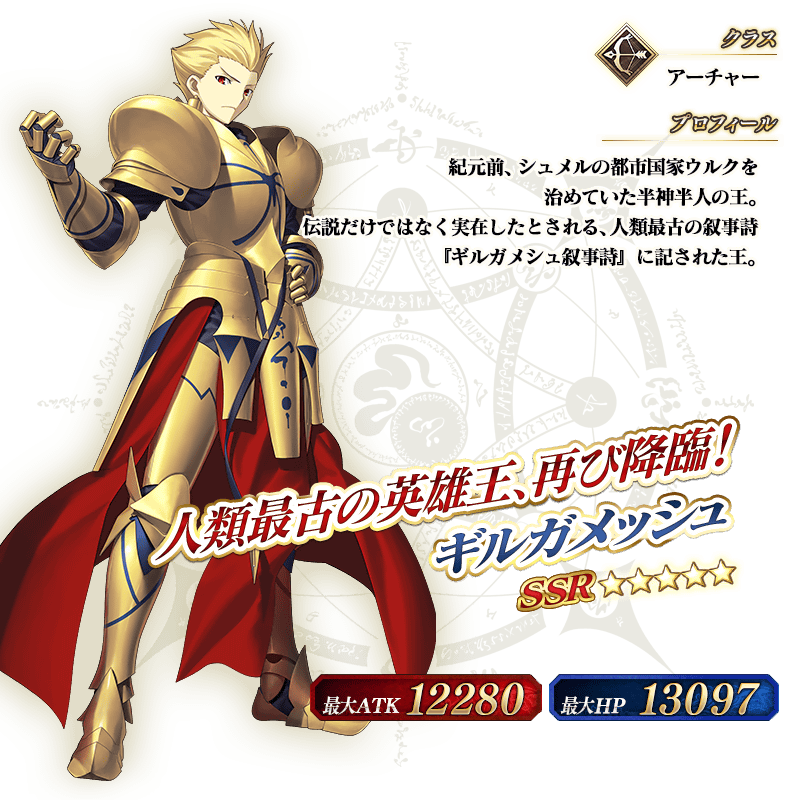 クラス
アーチャー
プロフィール
紀元前、シュメルの都市国家ウルクを
治めていた半神半人の王。
伝説だけではなく実在したとされる、人類最古の叙事詩
『ギルガメシュ叙事詩』に記された王。
人類最古の英雄王、再び降臨！
ギルガメッシュ
SSR ★★★★★
最大ATK 12280
最大HP 13097